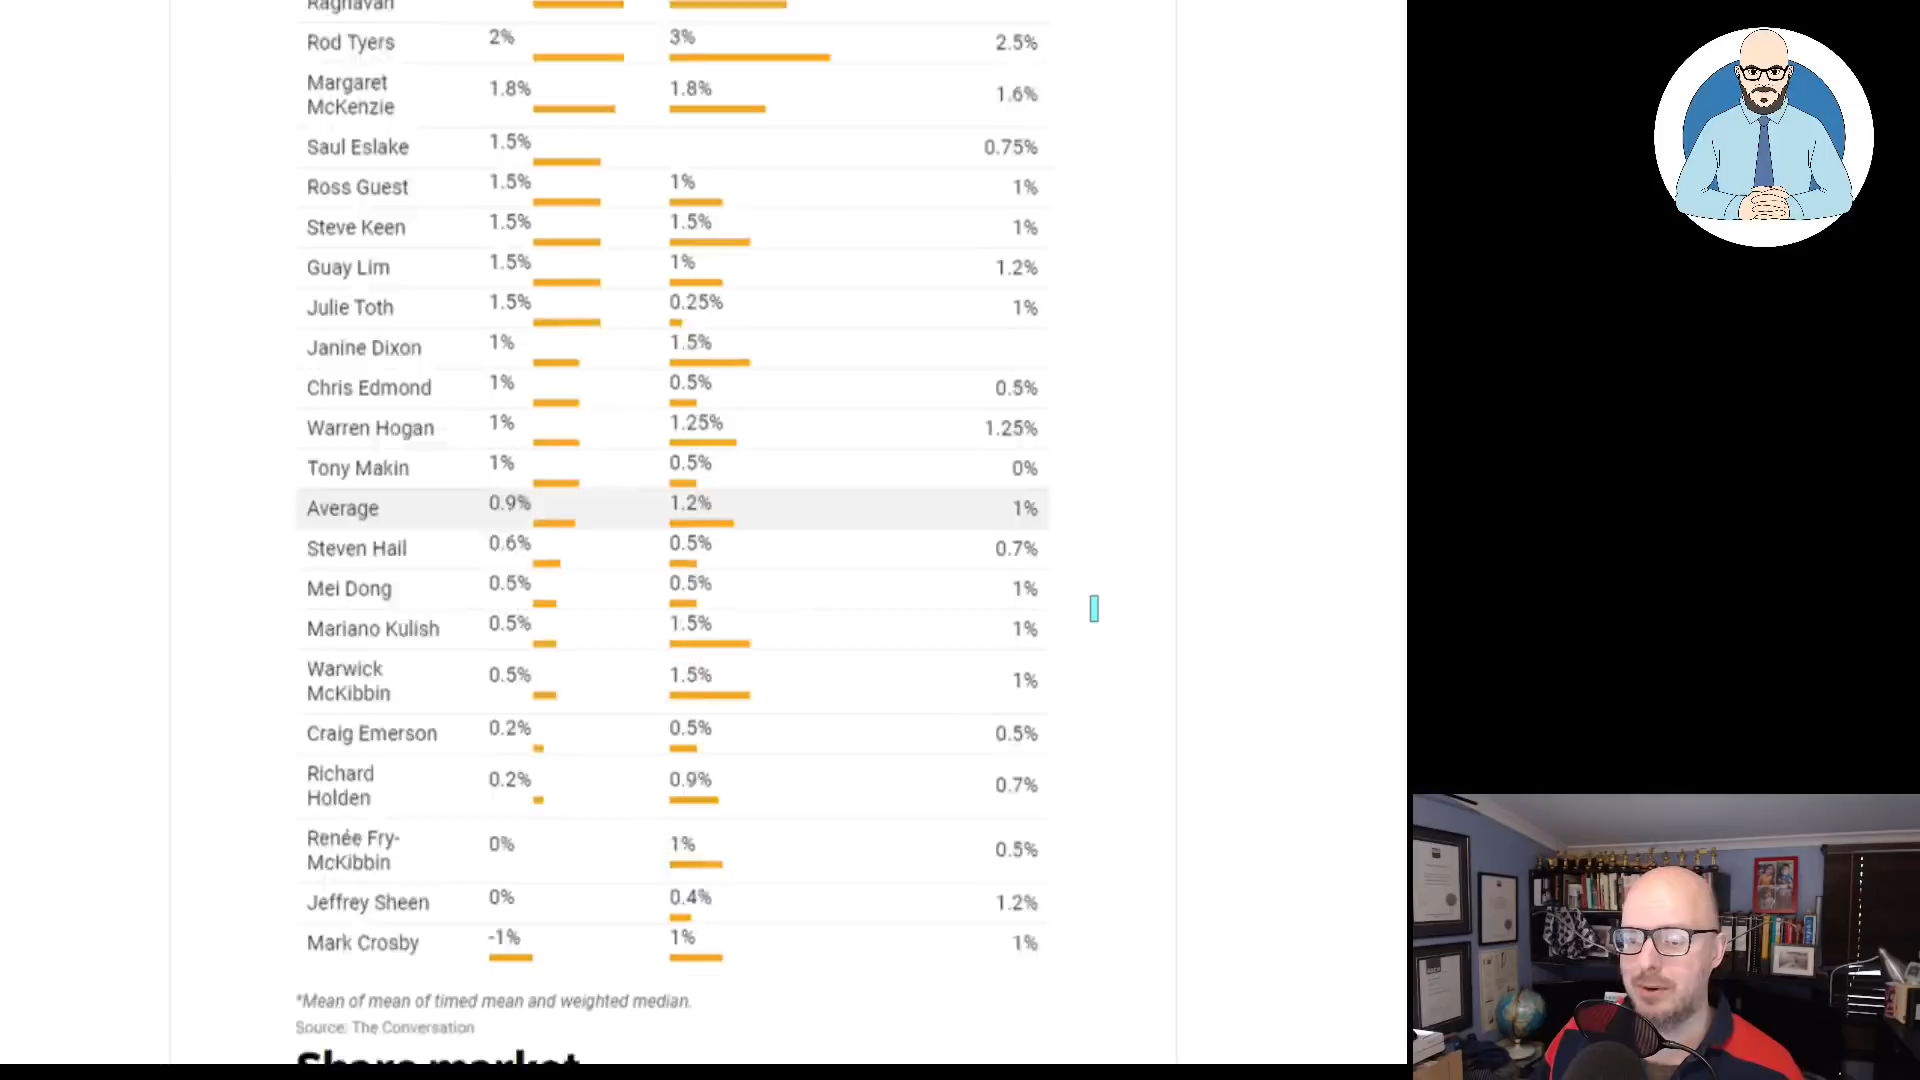 Raghavan
Rod Tyers 2% 3% 2.5%
Margaret
McKenzie 1.8% 1.8% 1.6%
Saul Eslake 1.5% 0.75%
Ross Guest 1.5% 1% 1%
Steve Keen 1.5% 1.5% 1%
Guay Lim 1.5% 1% 1.2%
Julie Toth 1.5% 0.25% 1%
Janine Dixon 1% 1.5%
Chris Edmond 1% 0.5% 0.5%
Warren Hogan 1% 1.25% 1.25%
Tony Makin 1% 0.5% 0%
Average 0.9% 1.2% 1%
Steven Hail 0.6% 0.5% 0.7%
Mei Dong 0.5% 0.5% 1%
Mariano Kulish 0.5% 1.5% 1%
Warwick
McKibbin 0.5% 1.5% 1%
Craig Emerson 0.2% 0.5% 0.5%
Richard
Holden 0.2% 0.9% 0.7%
Renée Fry-
McKibbin 0% 1% 0.5%
Jeffrey Sheen 0% 0.4% 1.2%
Mark Crosby -1% 1% 1%
*Mean of mean of timed mean and weighted median.
Source: The Conversation
Share market